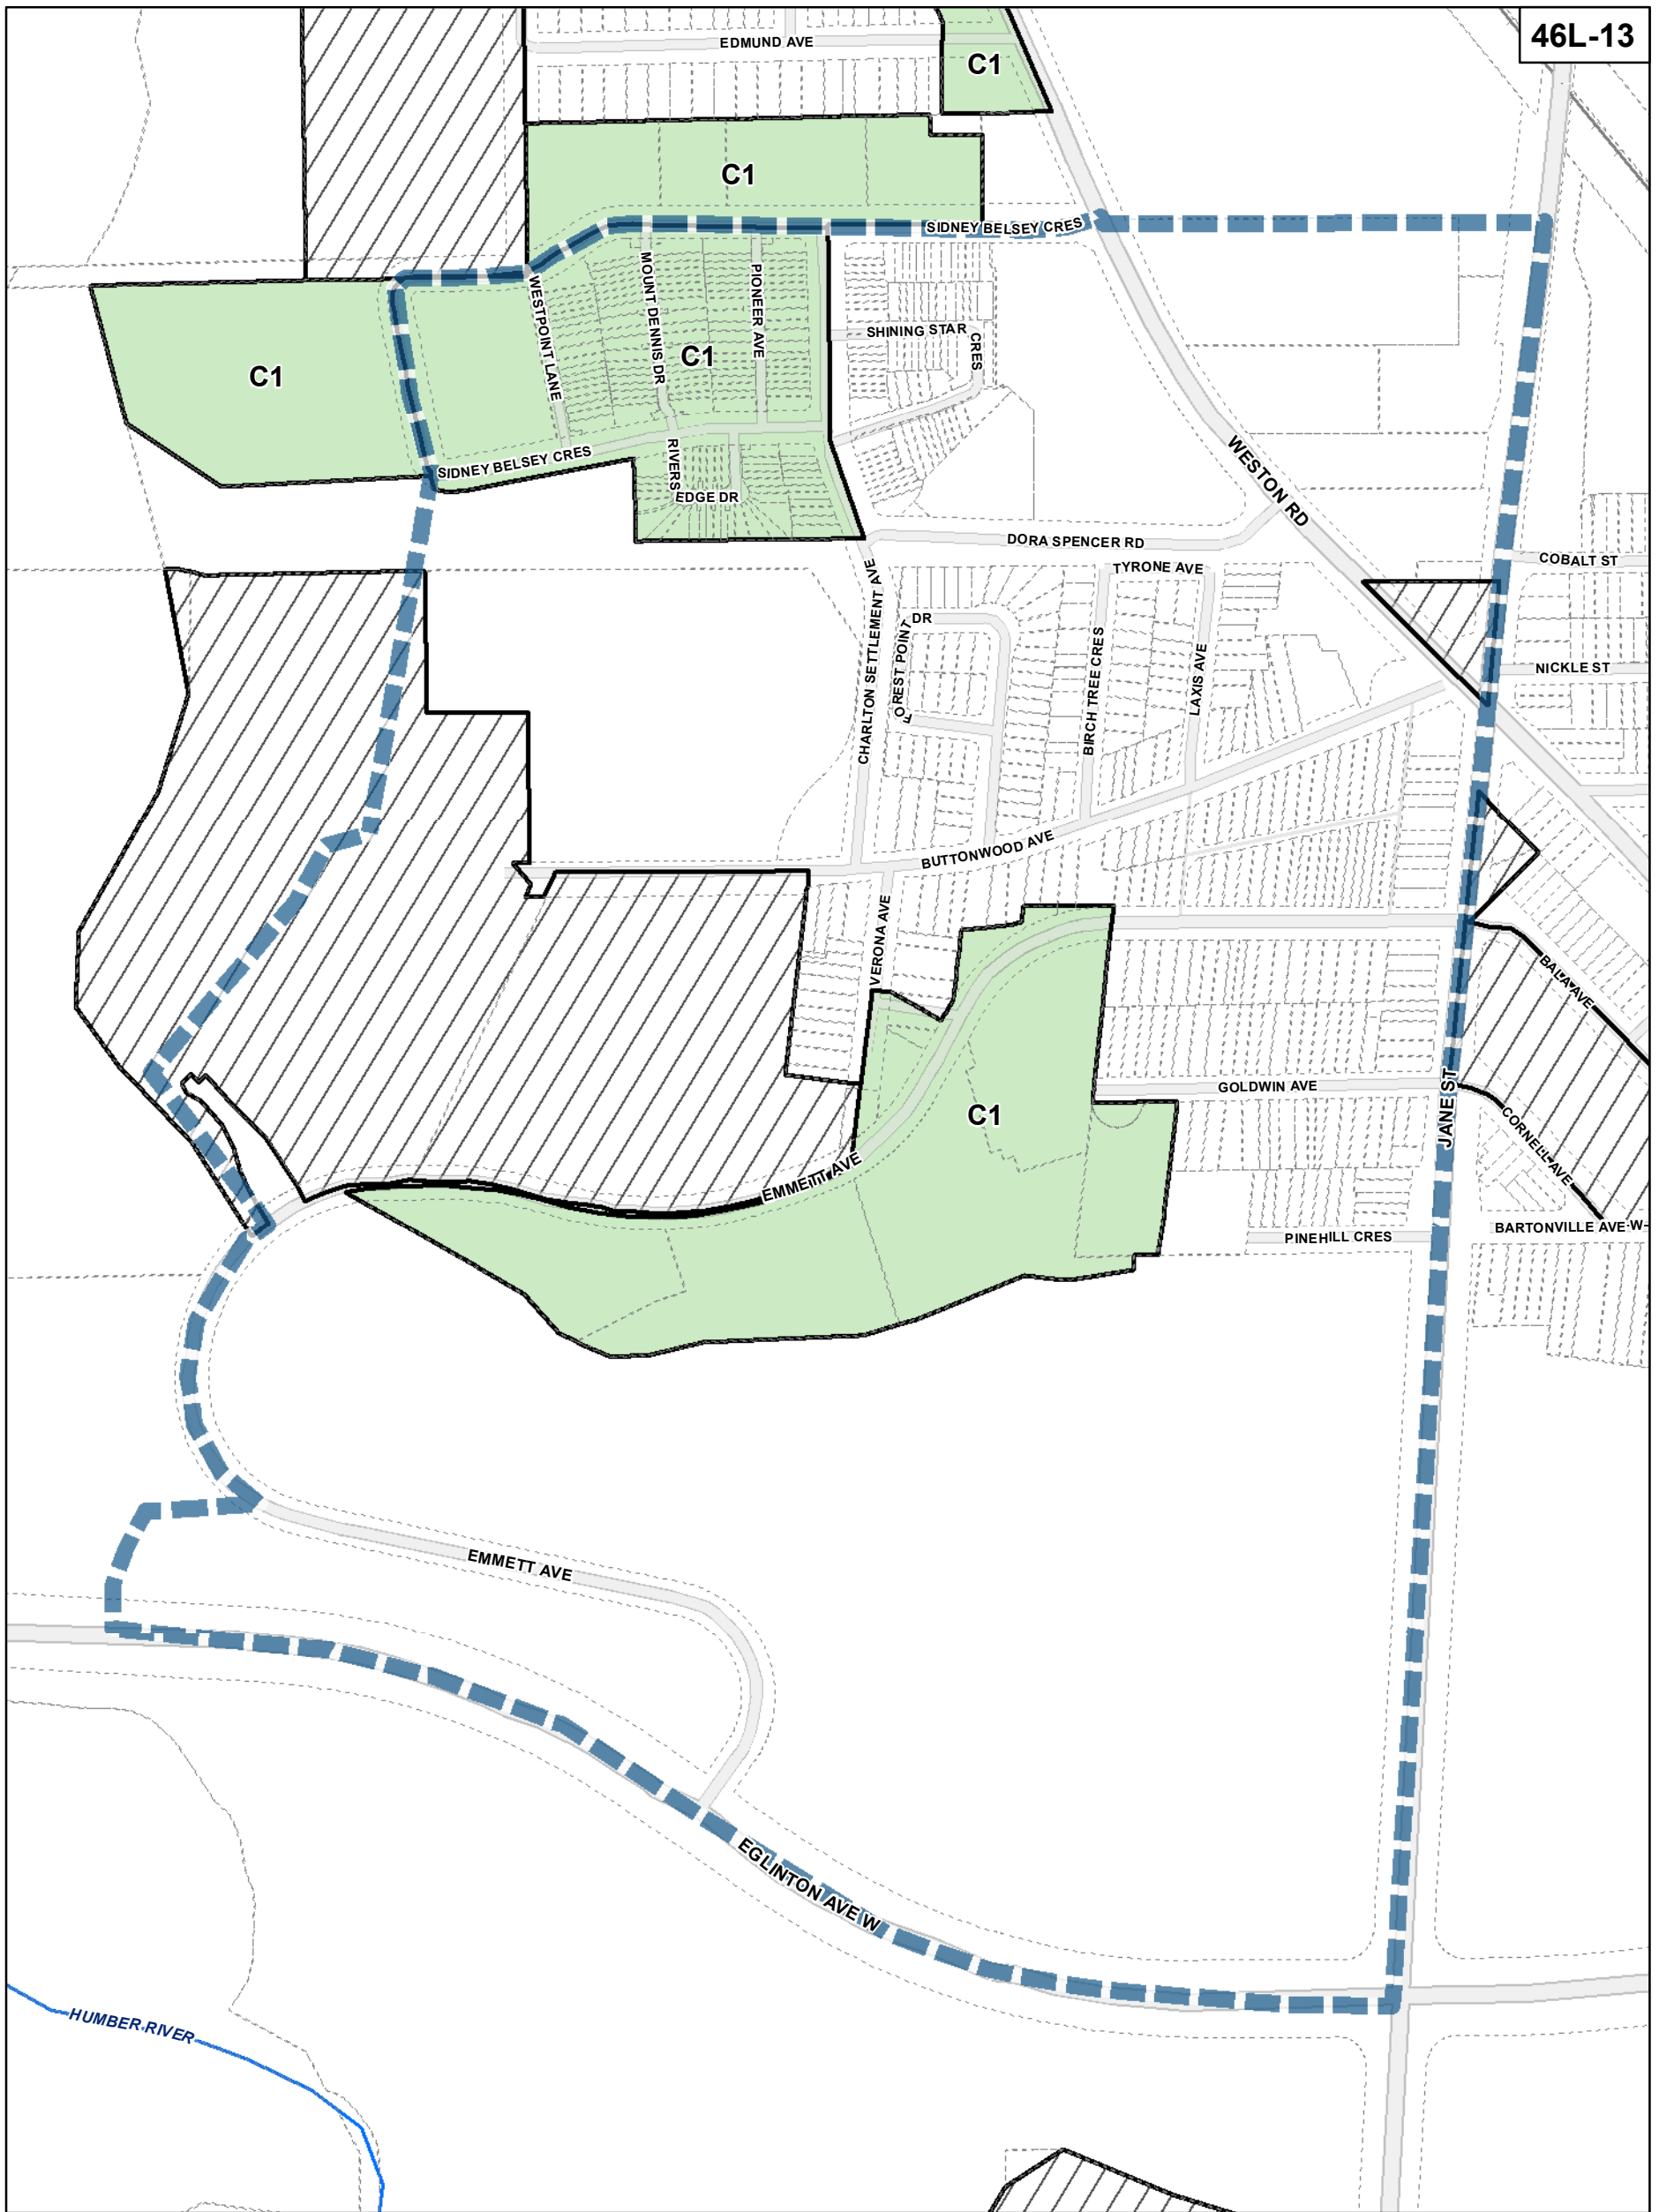 46L-13
EDMUND AVE
C1
C1
SIDNEY BELSEY CRES
MOUNT DENNIS DR
PIONEER AVE
WESTPOINT LANE
SHINING STAR
CRES
C1
C1
WESTON RD
SIDNEY BELSEY CRES
RIVERS
EDGE DR
DORA SPENCER RD
COBALT ST
TYRONE AVE
CHARLTON SETTLEMENT AVE
FOREST POINT
DR
BIRCH TREE CRES
LAXIS AVE
NICKLE ST
BUTTONWOOD AVE
VERONA AVE
BALA AVE
GOLDWIN AVE
JANE ST
C1
CORNELL AVE
EMMETT AVE
BARTONVILLE AVE W
PINEHILL CRES
EMMETT AVE
EGLINTON AVE W
HUMBER RIVER